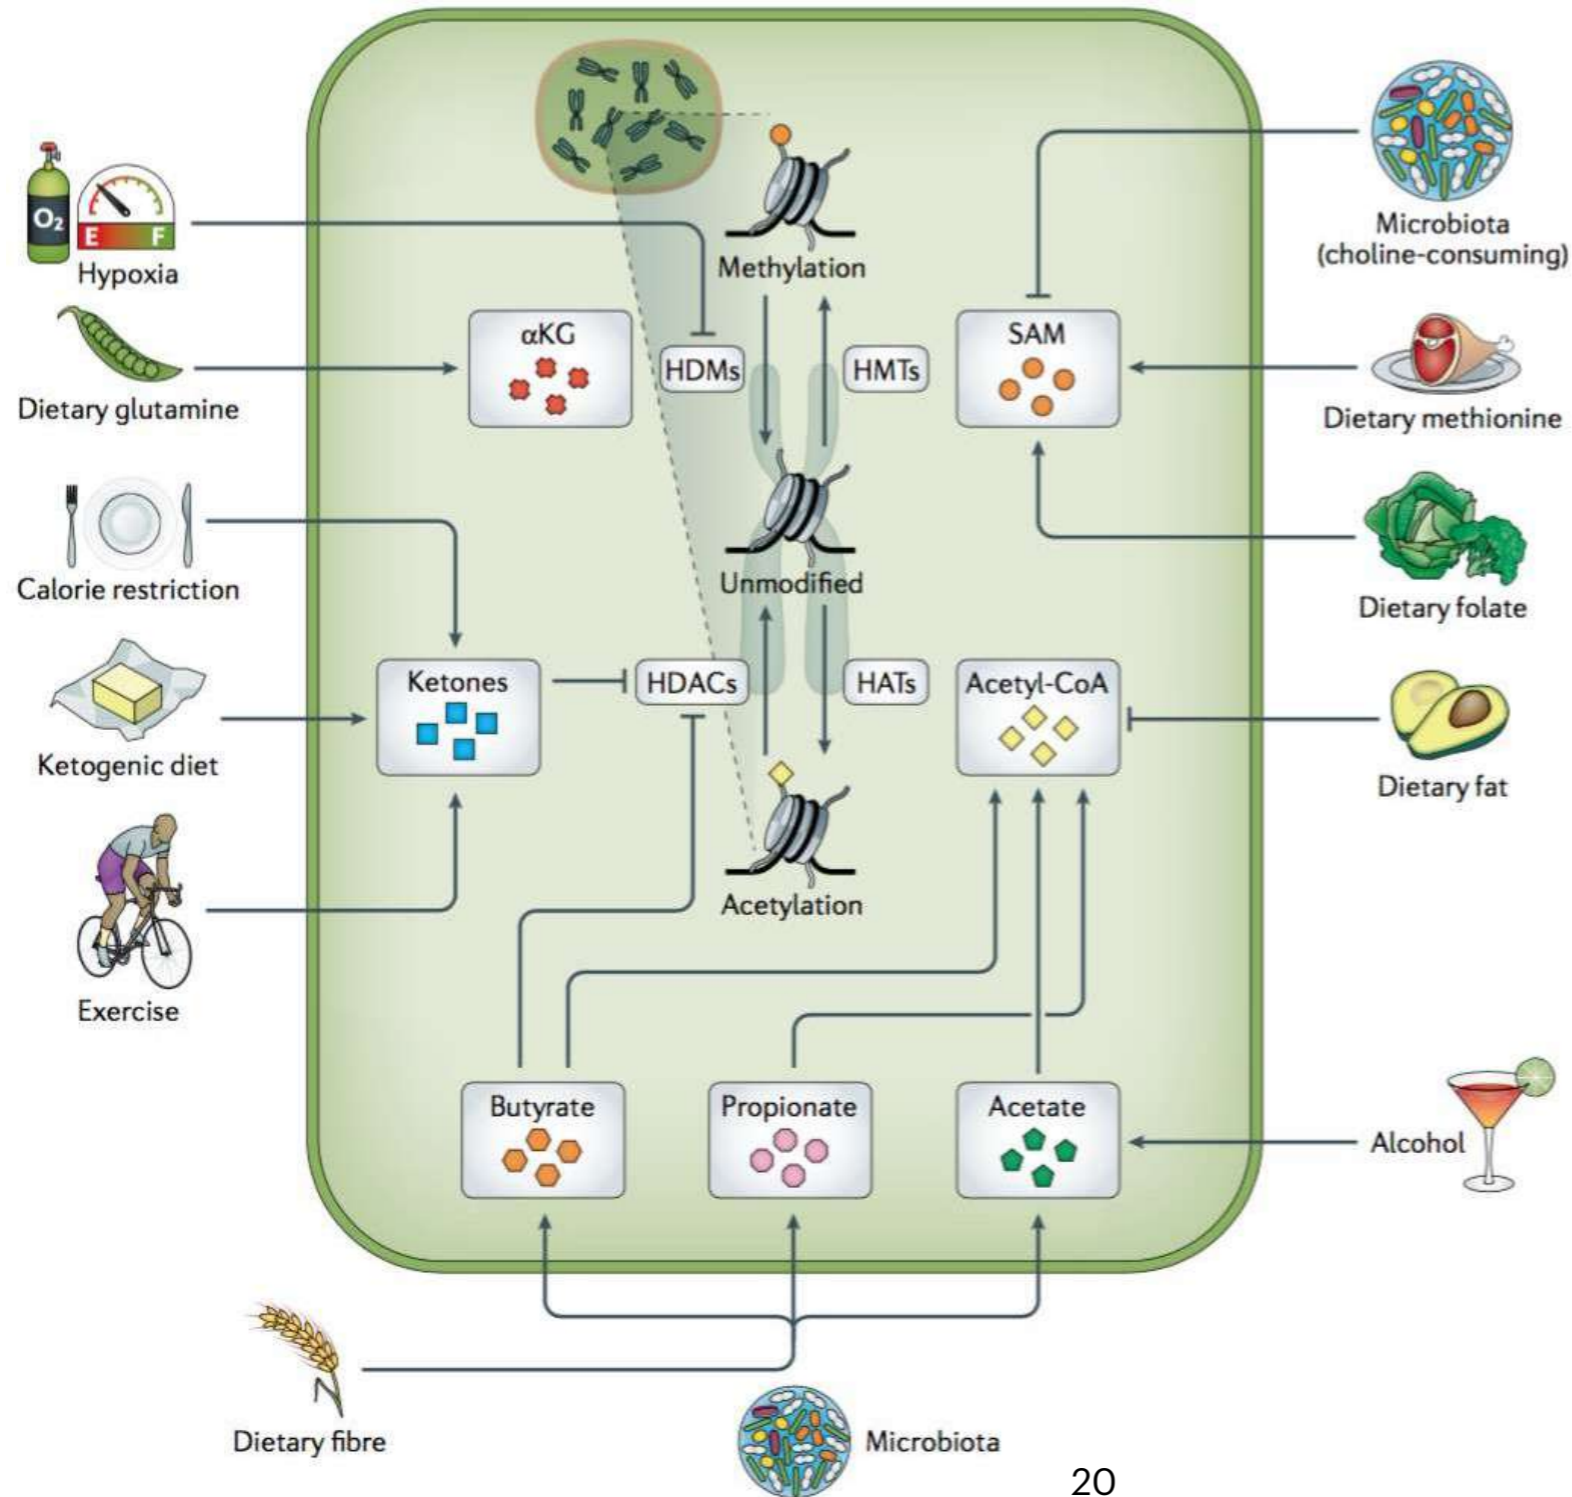 O2
E F
Hypoxia
Dietary glutamine
Calorie restriction
Ketogenic diet
Exercise
Methylation
αKG
HDMs
HMTs
SAM
Unmodified
Ketones
HDACs
HATs
Acetyl-CoA
Acetylation
Butyrate
Propionate
Acetate
Microbiota
(choline-consuming)
Dietary methionine
Dietary folate
Dietary fat
Alcohol
Dietary fibre
Microbiota
20